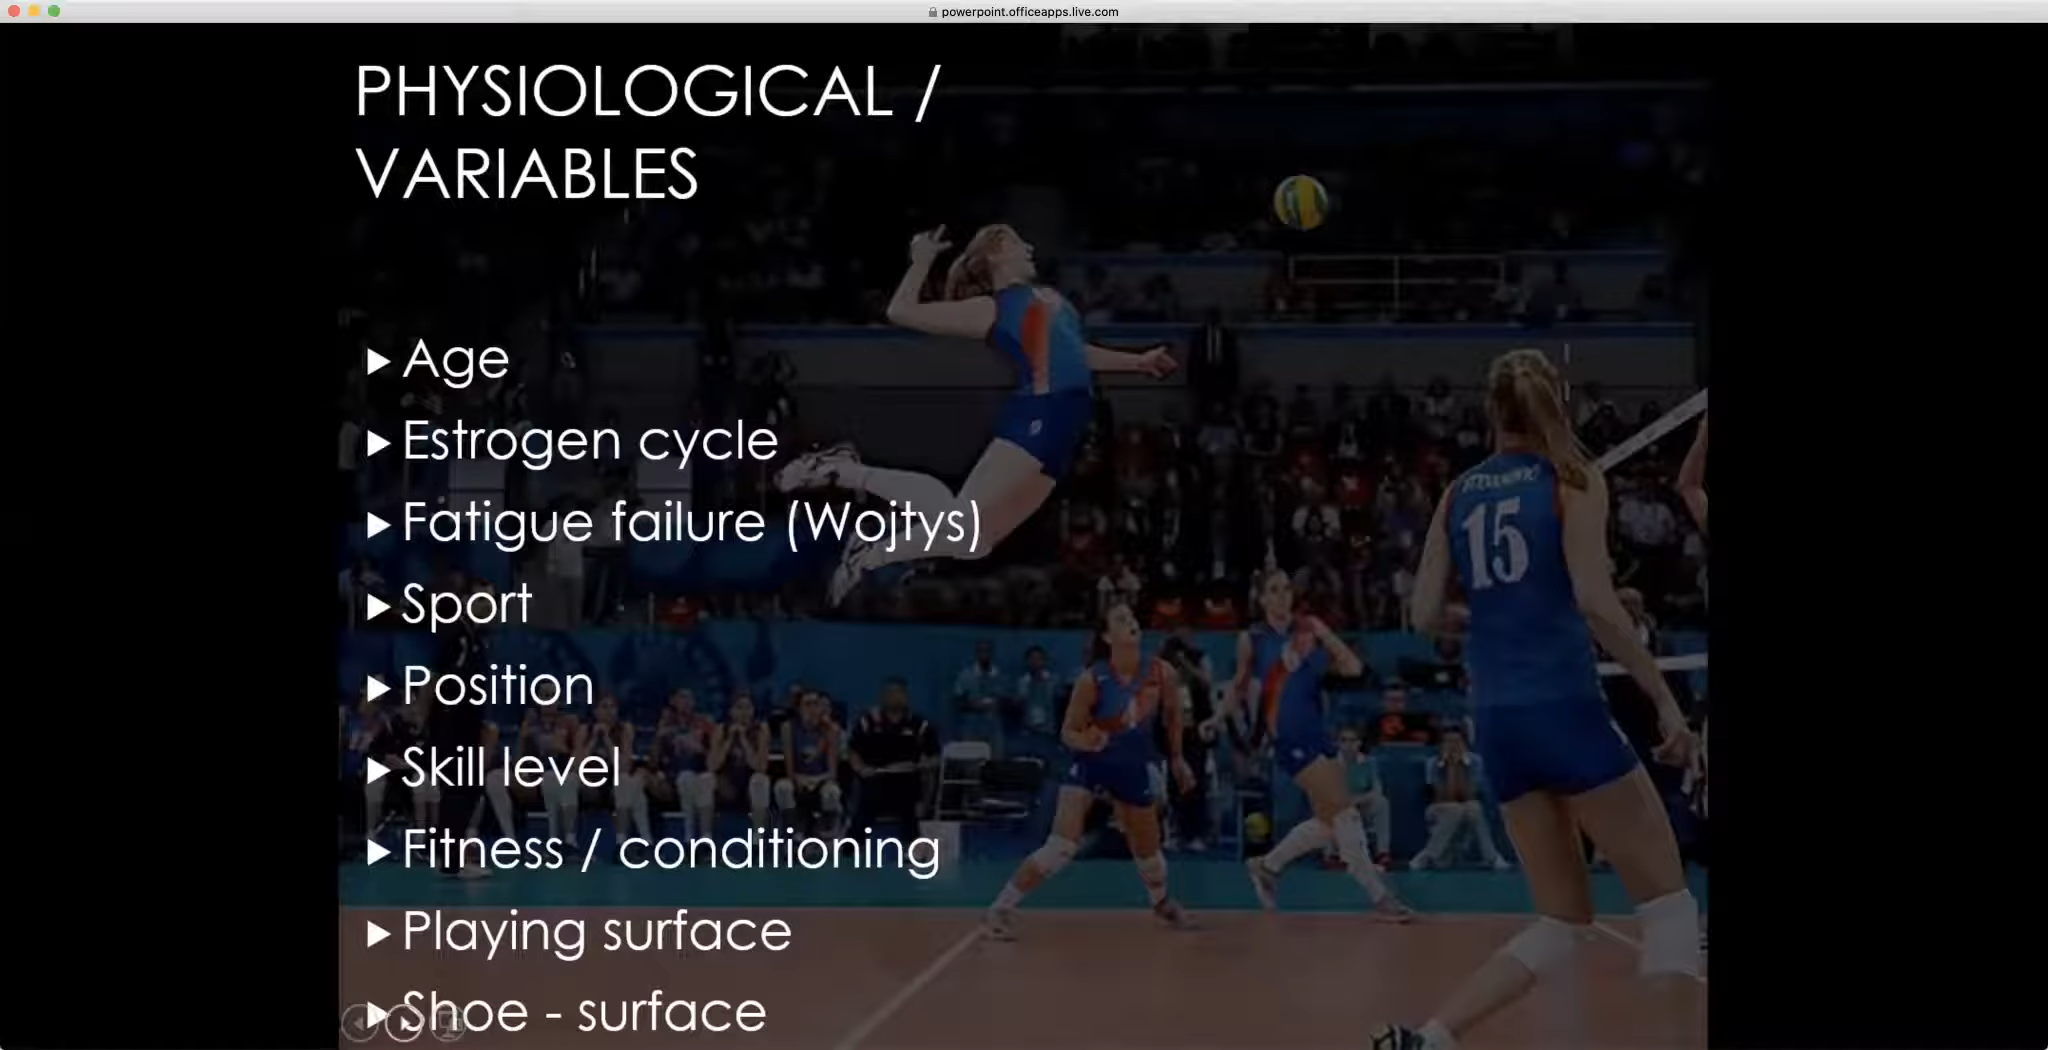 powerpoint.officeapps.live.com
PHYSIOLOGICAL /
VARIABLES
Age
Estrogen cycle
Fatigue failure (Wojtys)
Sport
Position
Skill level
Fitness / conditioning
Playing surface
Shoe - surface
15